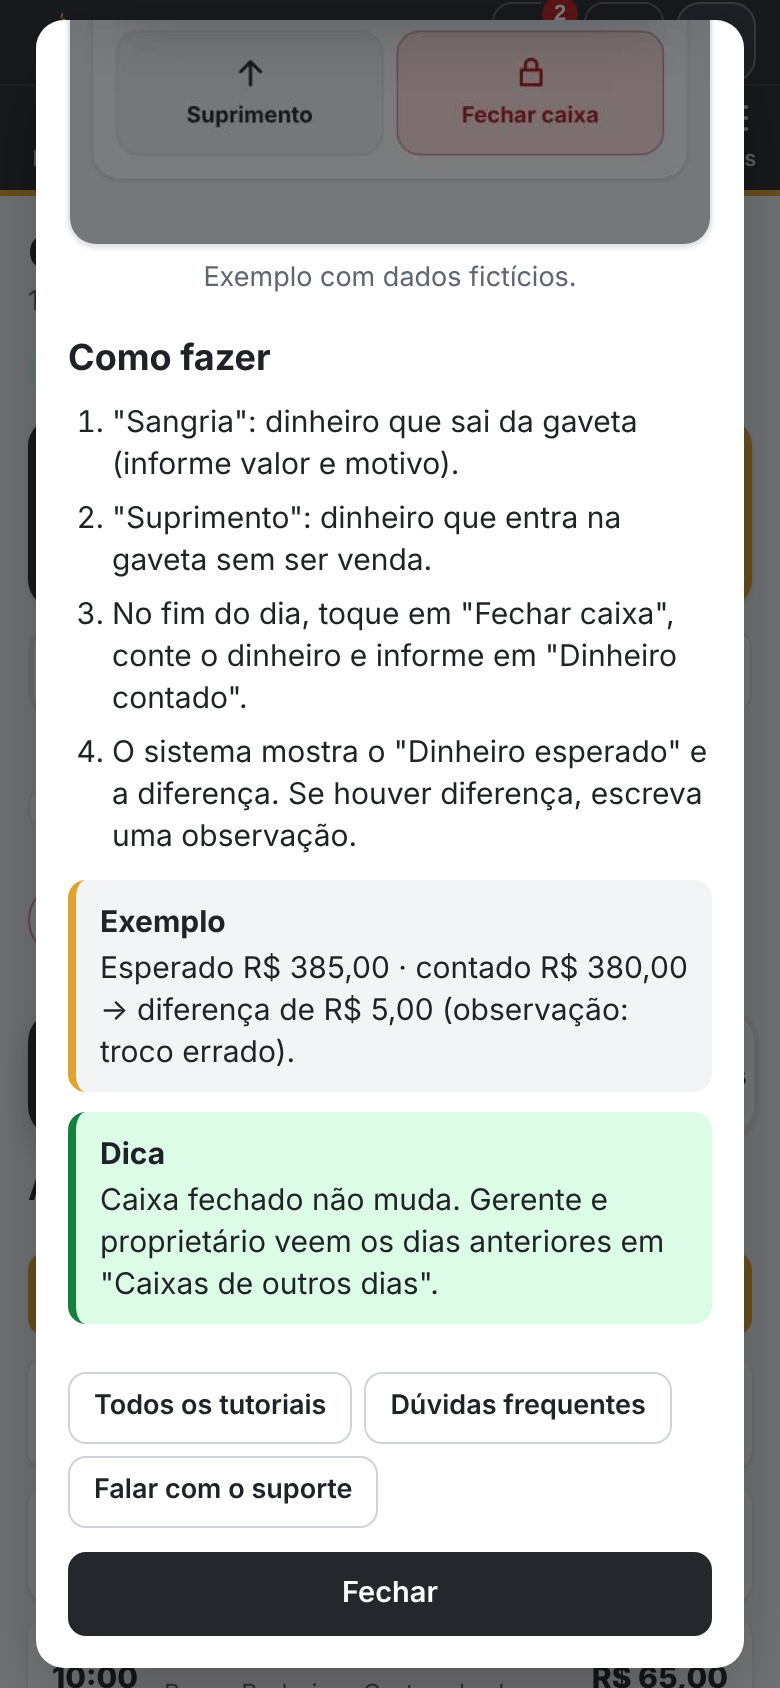 2
Suprimento
Fechar caixa
s
Exemplo com dados fictícios.
Como fazer
1. "Sangria": dinheiro que sai da gaveta
(informe valor e motivo).
2. "Suprimento": dinheiro que entra na
gaveta sem ser venda.
3. No fim do dia, toque em "Fechar caixa",
conte o dinheiro e informe em "Dinheiro
contado".
4. O sistema mostra o "Dinheiro esperado" e
a diferença. Se houver diferença, escreva
uma observação.
Exemplo
Esperado R$ 385,00 · contado R$ 380,00
→ diferença de R$ 5,00 (observação:
troco errado).
Dica
Caixa fechado não muda. Gerente e
proprietário veem os dias anteriores em
"Caixas de outros dias".
Todos os tutoriais
Dúvidas frequentes
Falar com o suporte
Fechar
10:00
R$ 65,00